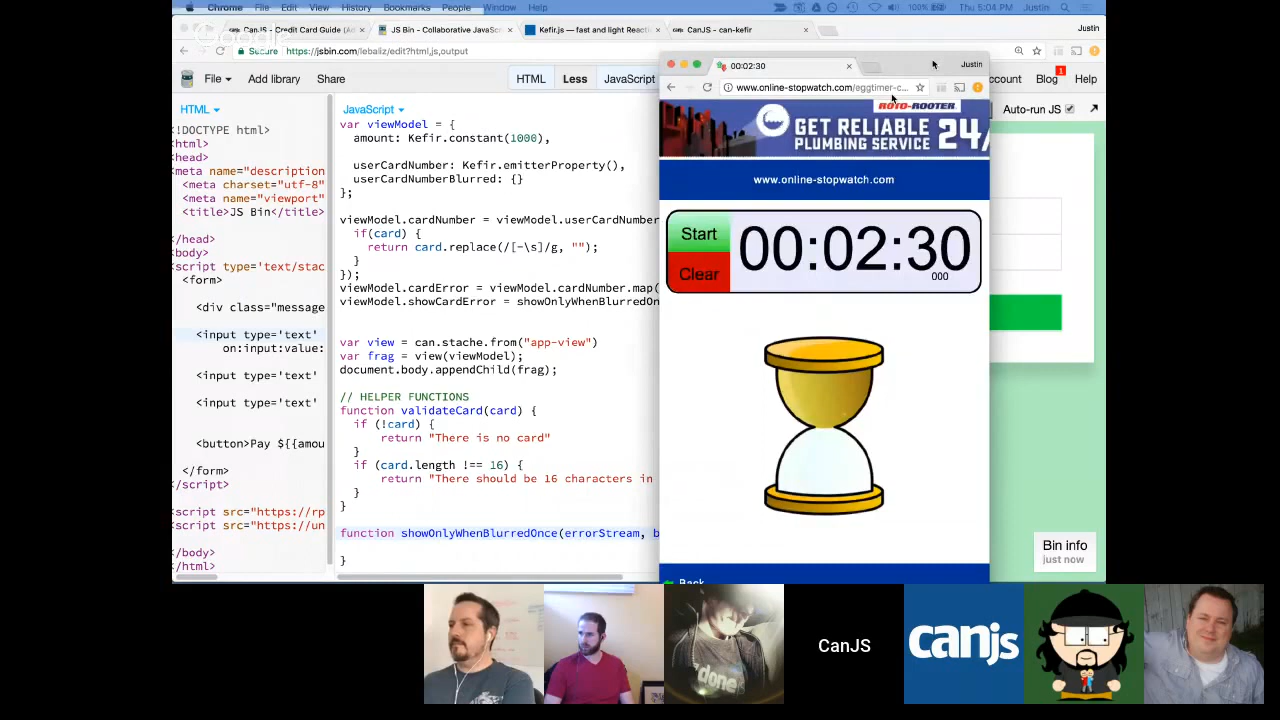 Chrome File Edit View History Bookmarks People Window Help 100% Thu 5:04 PM Justin
CanJS – Credit Card Guide (Ad
JS Bin - Collaborative JavaScr
Kefir.js — fast and light Reacti
CanJS - can-kefir
Justin
Secure https://jsbin.com/lebaliz/edit?html,js,output
File Add library Share
HTML Less JavaScript
ccount Blog 1 Help
HTML
JavaScript
Auto-run JS
<!DOCTYPE html>
<html>
<head>
<meta name="description
<meta charset="utf-8"
<meta name="viewport"
<title>JS Bin</title>
</head>
<body>
<script type='text/stac
<form>
<div class="message
<input type='text'
on:input:value:
<input type='text'
<input type='text'
<button>Pay ${{amou
</form>
</script>
<script src="https://rp
<script src="https://un
</body>
</html>
var viewModel = {
amount: Kefir.constant(1000),
userCardNumber: Kefir.emitterProperty(),
userCardNumberBlurred: {}
};
viewModel.cardNumber = viewModel.userCardNumber
if(card) {
return card.replace(/[-\s]/g, "");
}
});
viewModel.cardError = viewModel.cardNumber.map(
viewModel.showCardError = showOnlyWhenBlurredOn
var view = can.stache.from("app-view")
var frag = view(viewModel);
document.body.appendChild(frag);
// HELPER FUNCTIONS
function validateCard(card) {
if (!card) {
return "There is no card"
}
if (card.length !== 16) {
return "There should be 16 characters in
}
}
function showOnlyWhenBlurredOnce(errorStream, b
}
00:02:30
Justin
www.online-stopwatch.com/eggtimer-c...
ROTO-ROOTER
GET RELIABLE
PLUMBING SERVICE 24/
www.online-stopwatch.com
Start
Clear
00:02:30
000
Back
Bin info
just now
done
CanJS
canjs